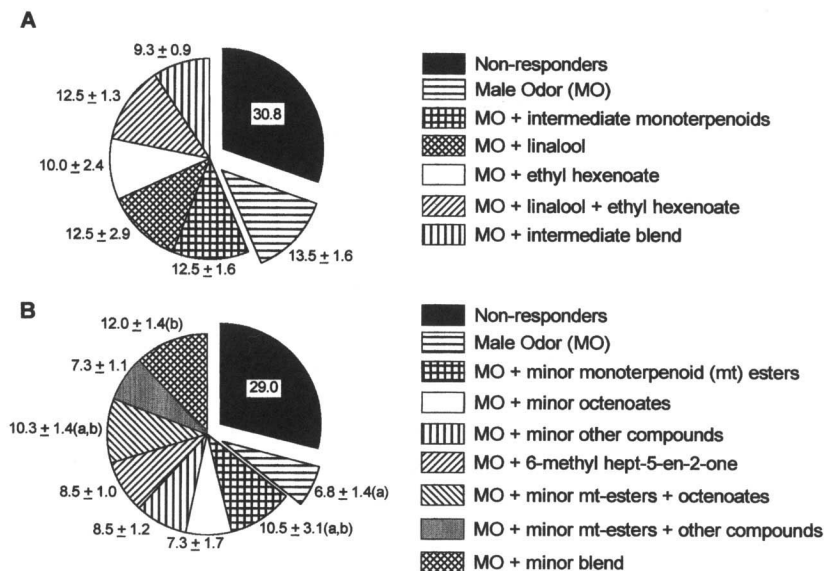 A
9.3 ± 0.9
12.5 ± 1.3
30.8
10.0 ± 2.4
12.5 ± 2.9
12.5 ± 1.6
13.5 ± 1.6
Non-responders
Male Odor (MO)
MO + intermediate monoterpenoids
MO + linalool
MO + ethyl hexenoate
MO + linalool + ethyl hexenoate
MO + intermediate blend
B
12.0 ± 1.4(b)
7.3 ± 1.1
29.0
10.3 ± 1.4(a,b)
8.5 ± 1.0
8.5 ± 1.2
7.3 ± 1.7
10.5 ± 3.1(a,b)
6.8 ± 1.4(a)
Non-responders
Male Odor (MO)
MO + minor monoterpenoid (mt) esters
MO + minor octenoates
MO + minor other compounds
MO + 6-methyl hept-5-en-2-one
MO + minor mt-esters + octenoates
MO + minor mt-esters + other compounds
MO + minor blend